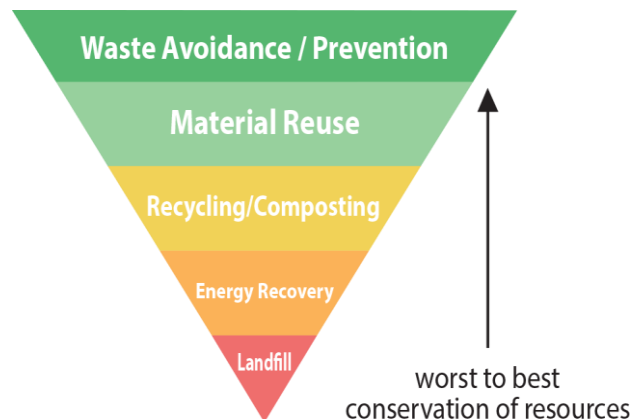 Waste Avoidance / Prevention
Material Reuse
Recycling/Composting
Energy Recovery
Landfill
worst to best
conservation of resources